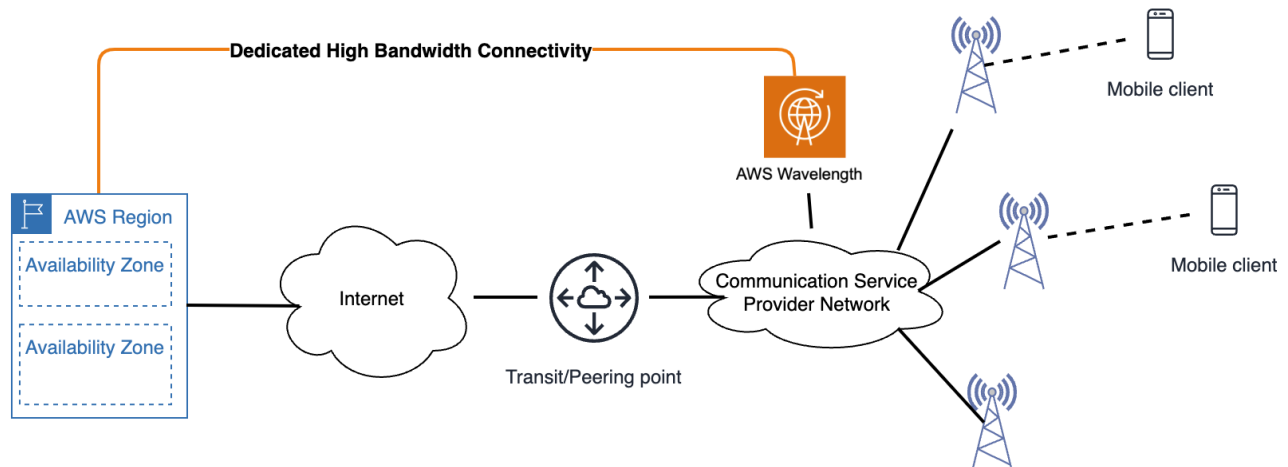 Dedicated High Bandwidth Connectivity
Mobile client
AWS Wavelength
AWS Region
Availability Zone
Availability Zone
Internet
Transit/Peering point
Communication Service
Provider Network
Mobile client